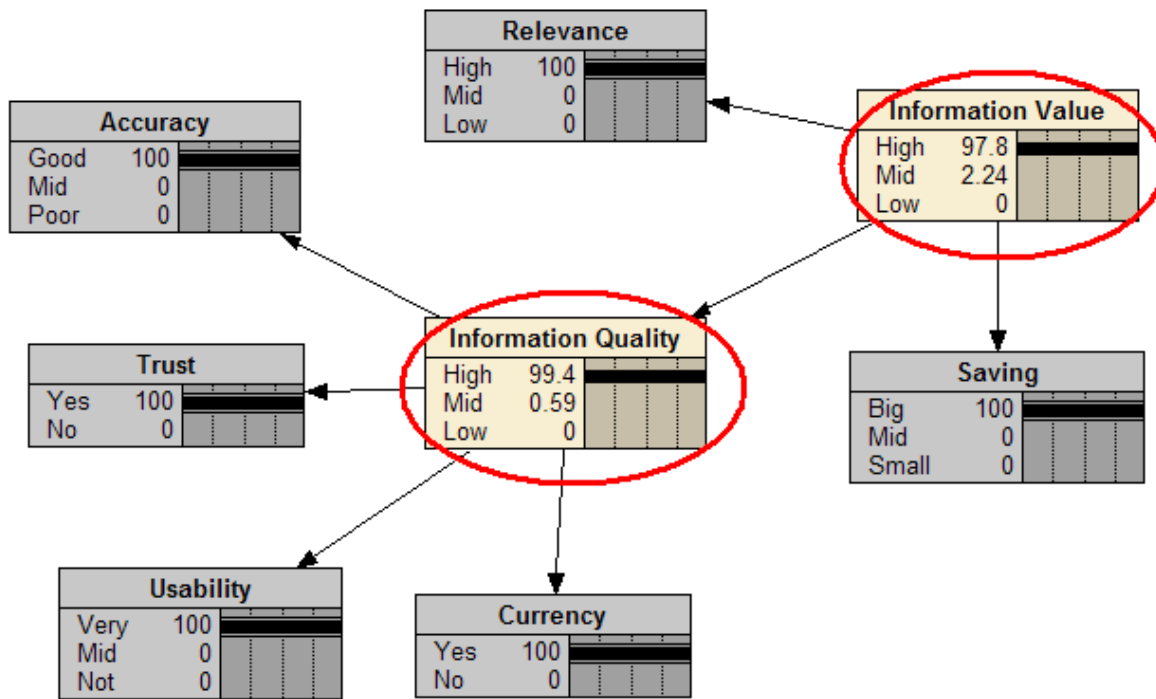 Relevance
High 100
Mid 0
Low 0
Information Value
High 97.8
Mid 2.24
Low 0
Accuracy
Good 100
Mid 0
Poor 0
Information Quality
High 99.4
Mid 0.59
Low 0
Trust
Yes 100
No 0
Saving
Big 100
Mid 0
Small 0
Usability
Very 100
Mid 0
Not 0
Currency
Yes 100
No 0